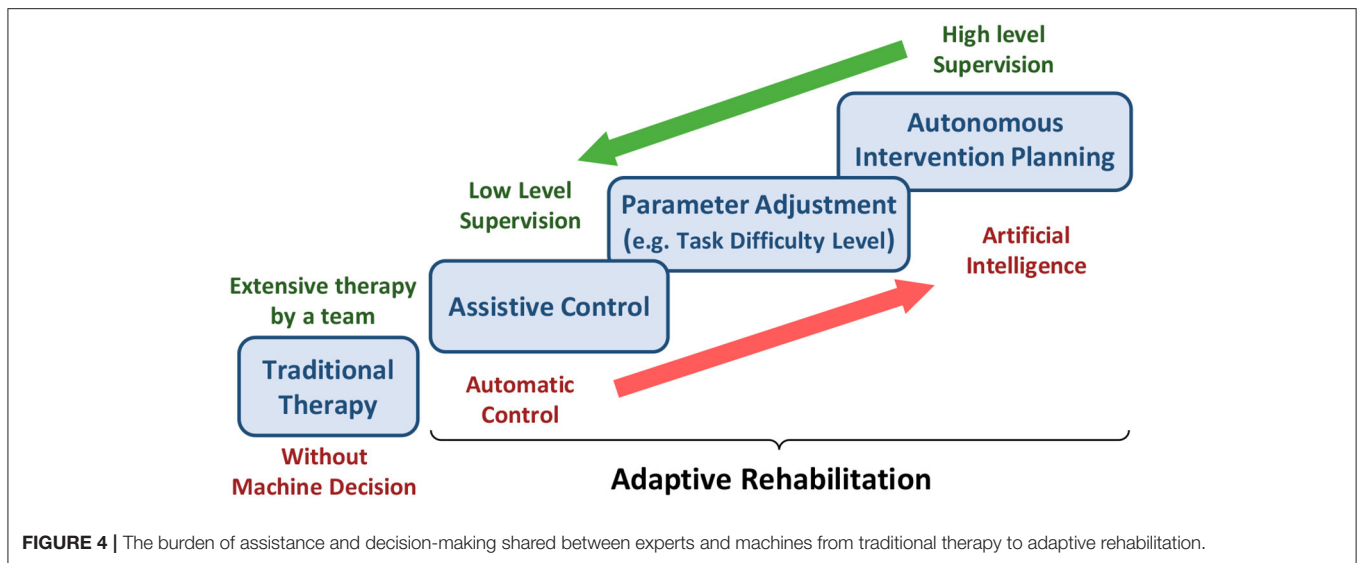 High level
Supervision
Autonomous
Intervention Planning
Low Level
Supervision
Parameter Adjustment
(e.g. Task Difficulty Level)
Artificial
Intelligence
Extensive therapy
by a team
Assistive Control
Traditional
Therapy
Automatic
Control
Without
Machine Decision
Adaptive Rehabilitation
FIGURE 4 | The burden of assistance and decision-making shared between experts and machines from traditional therapy to adaptive rehabilitation.